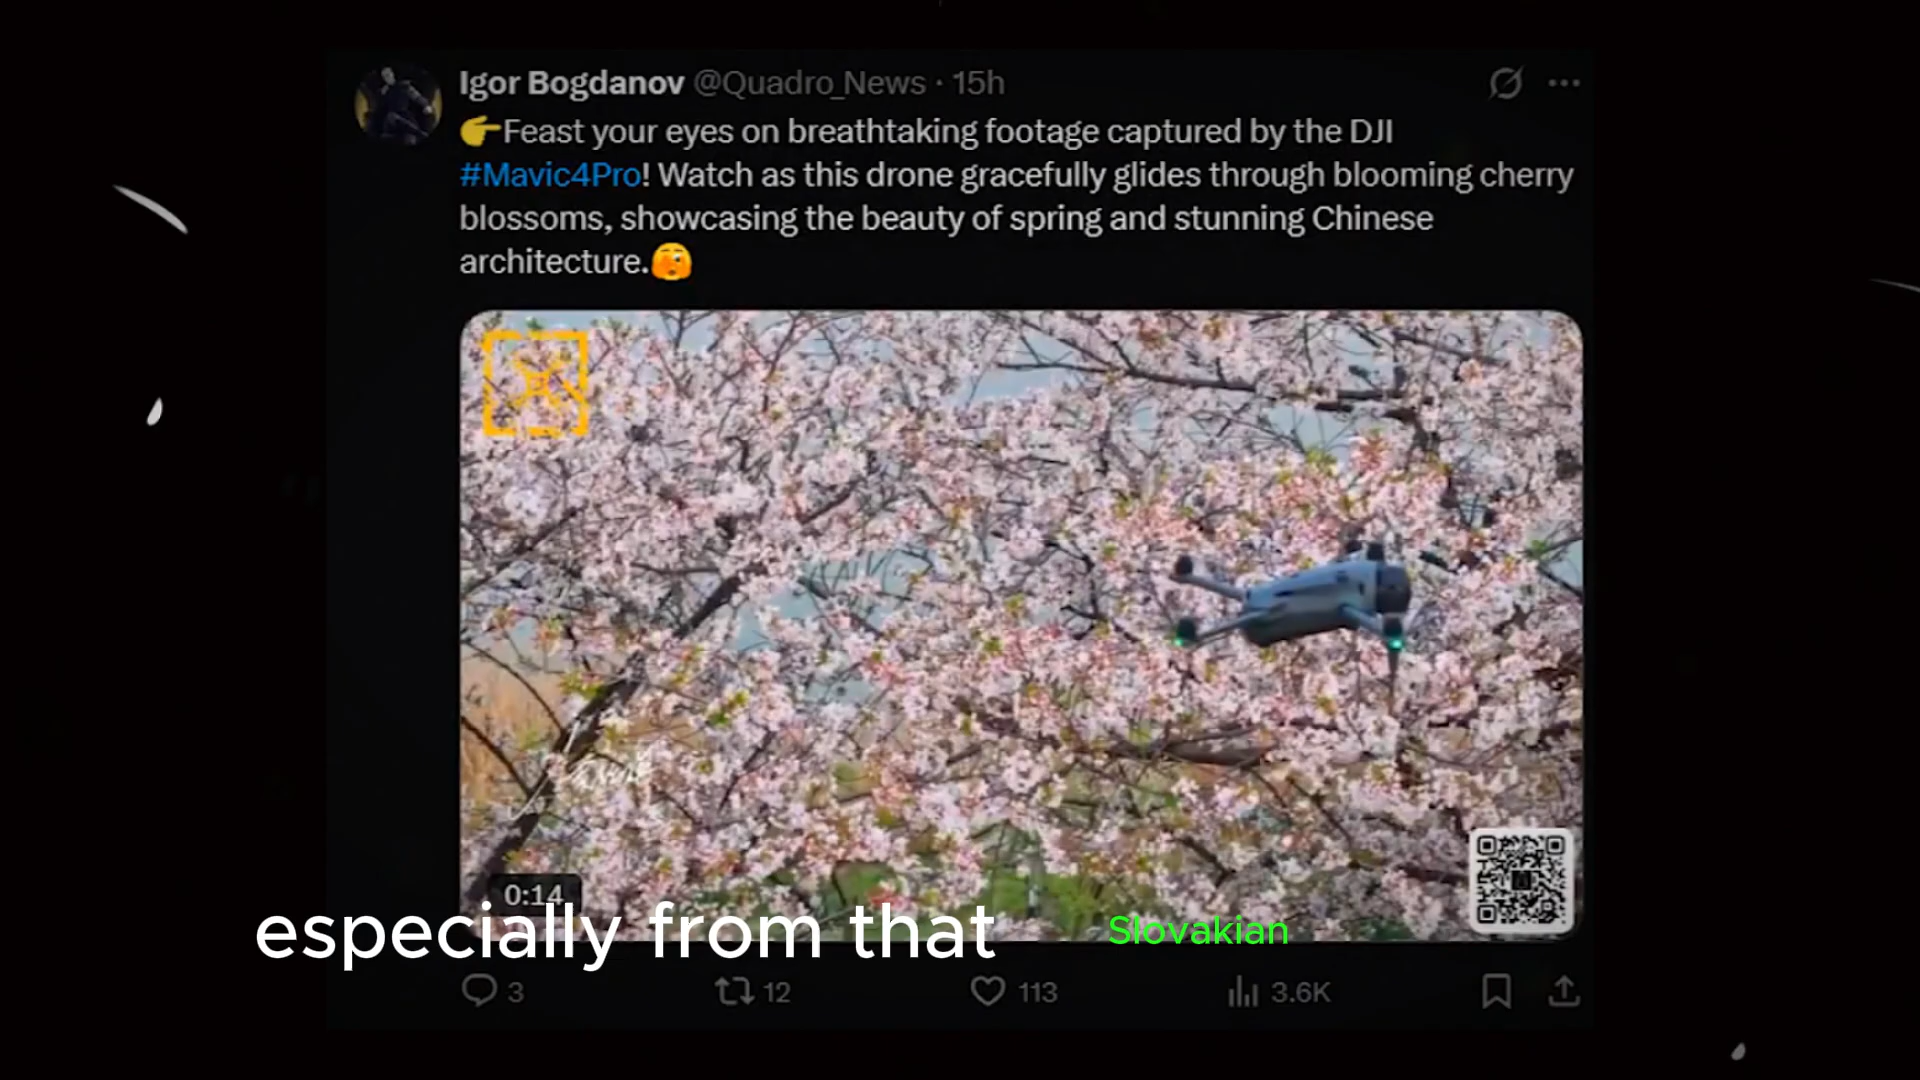 Igor Bogdanov @Quadro_News · 15h
👉Feast your eyes on breathtaking footage captured by the DJI
#Mavic4Pro! Watch as this drone gracefully glides through blooming cherry
blossoms, showcasing the beauty of spring and stunning Chinese
architecture.🫣
0:14
especially from that Slovakian
3 12 113 3.6K